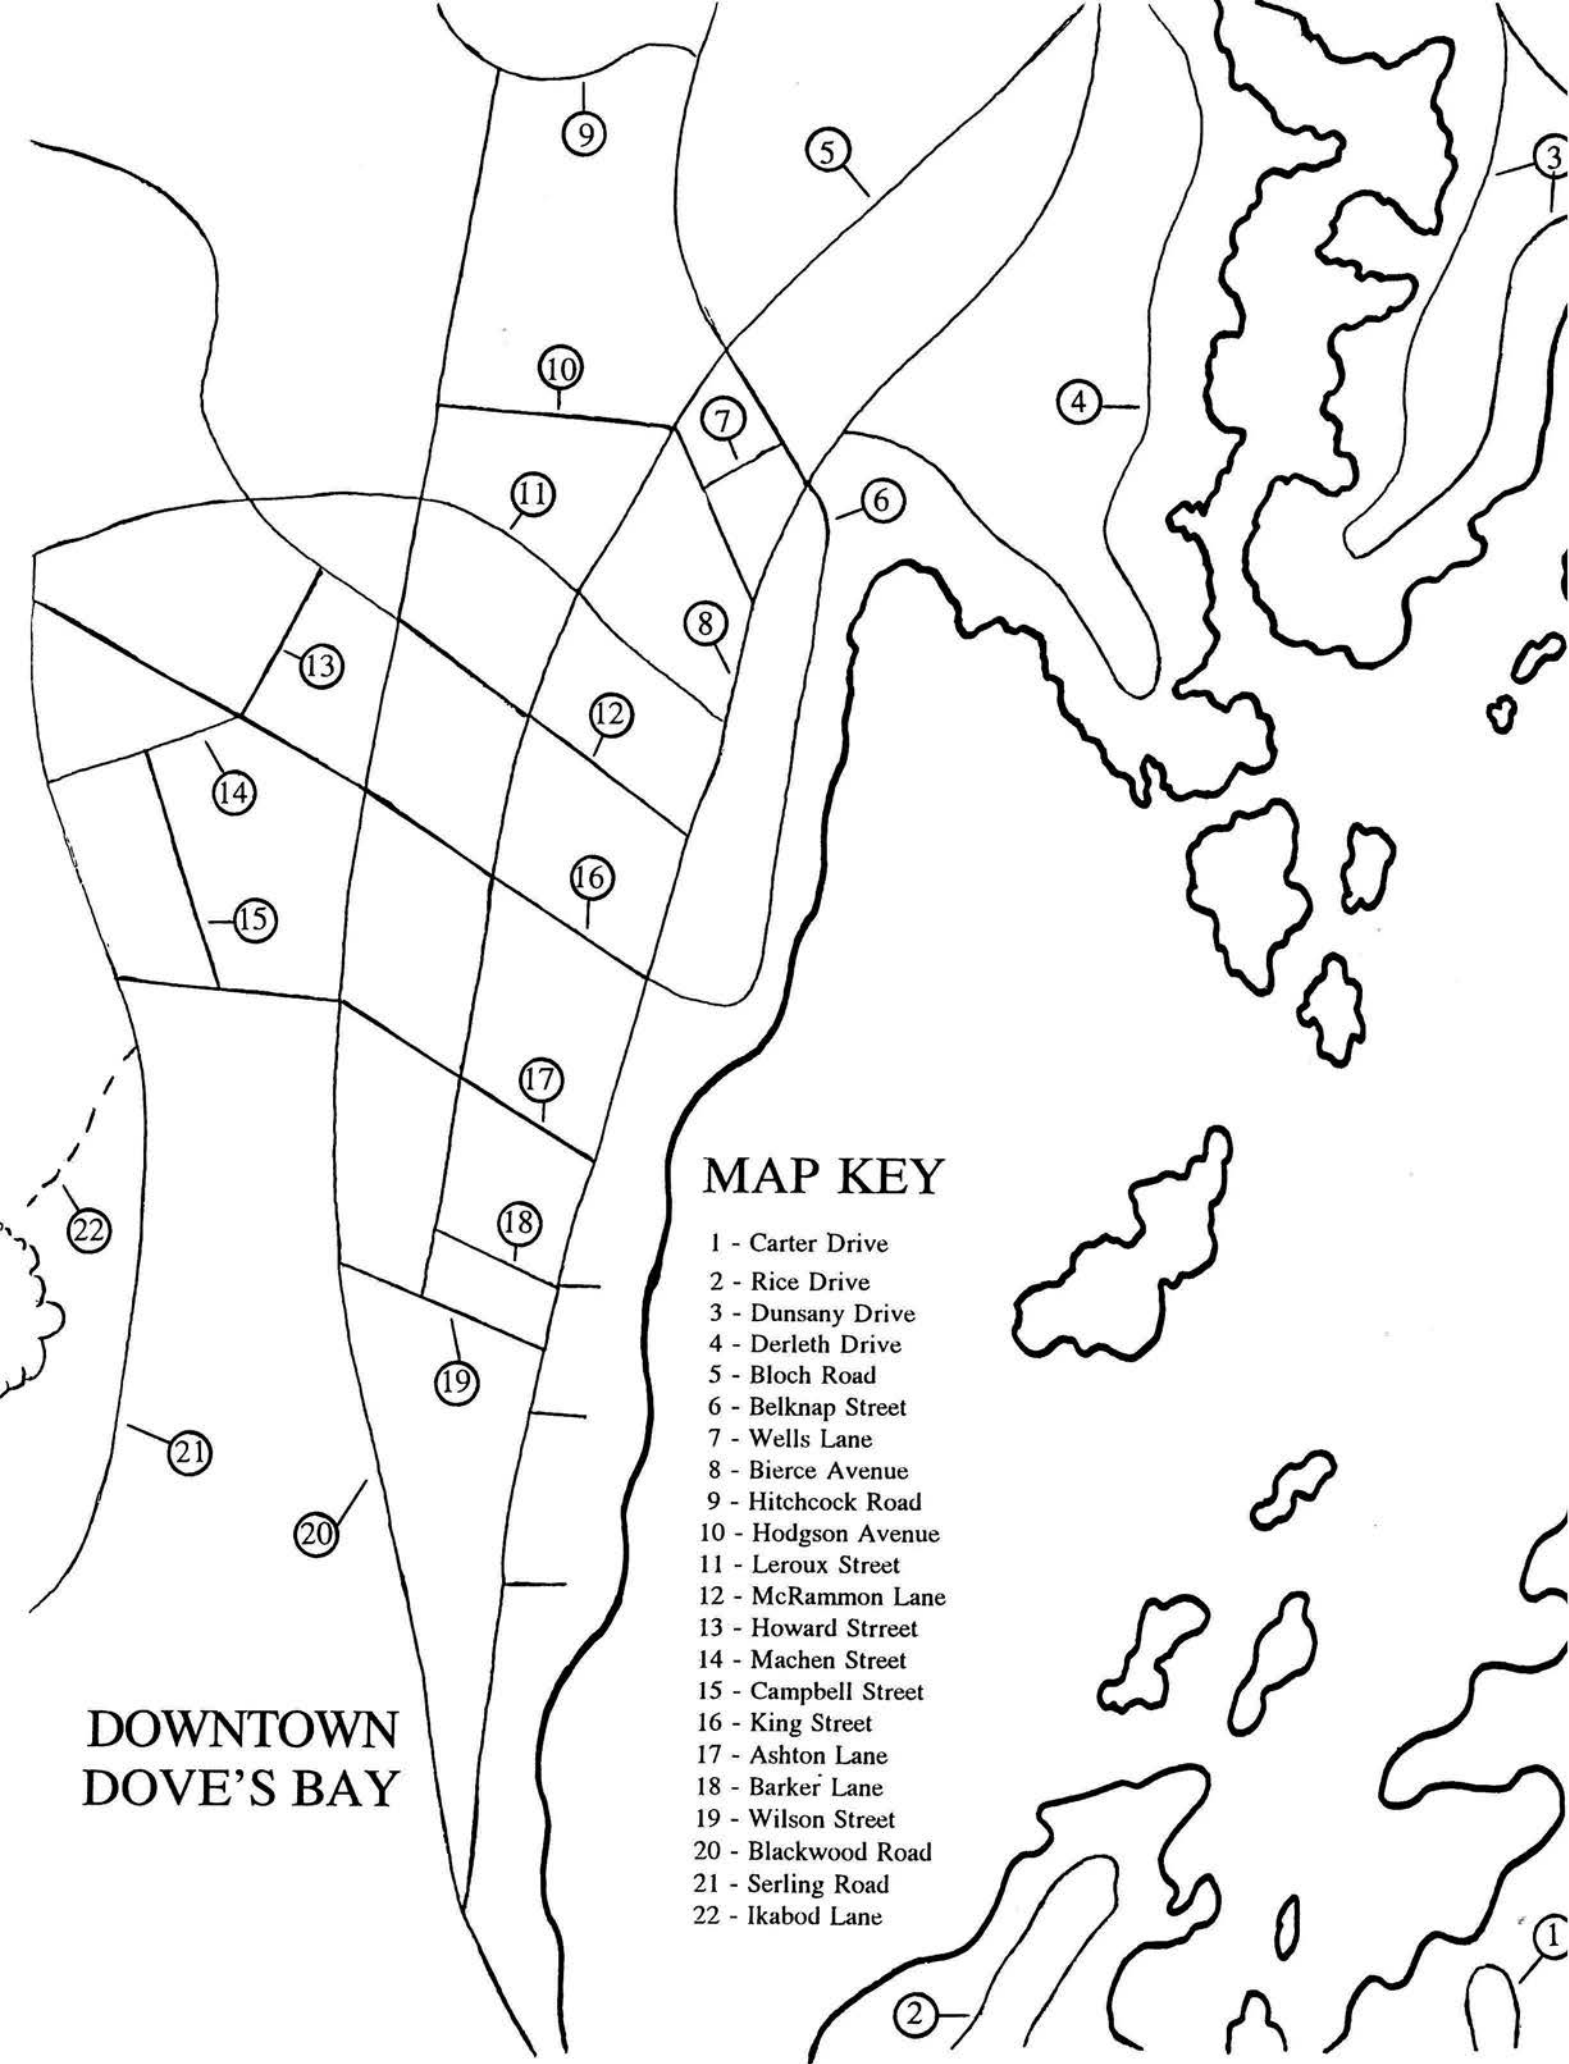 9
5
3
10
7
4
11
6
8
13
12
14
16
15
17
MAP KEY
18
22
1 - Carter Drive
2 - Rice Drive
3 - Dunsany Drive
4 - Derleth Drive
5 - Bloch Road
19
6 - Belknap Street
7 - Wells Lane
21
8 - Bierce Avenue
9 - Hitchcock Road
20
10 - Hodgson Avenue
11 - Leroux Street
12 - McRammon Lane
13 - Howard Strreet
14 - Machen Street
15 - Campbell Street
DOWNTOWN
DOVE'S BAY
16 - King Street
17 - Ashton Lane
18 - Barker Lane
19 - Wilson Street
20 - Blackwood Road
21 - Serling Road
22 - Ikabod Lane
1
2